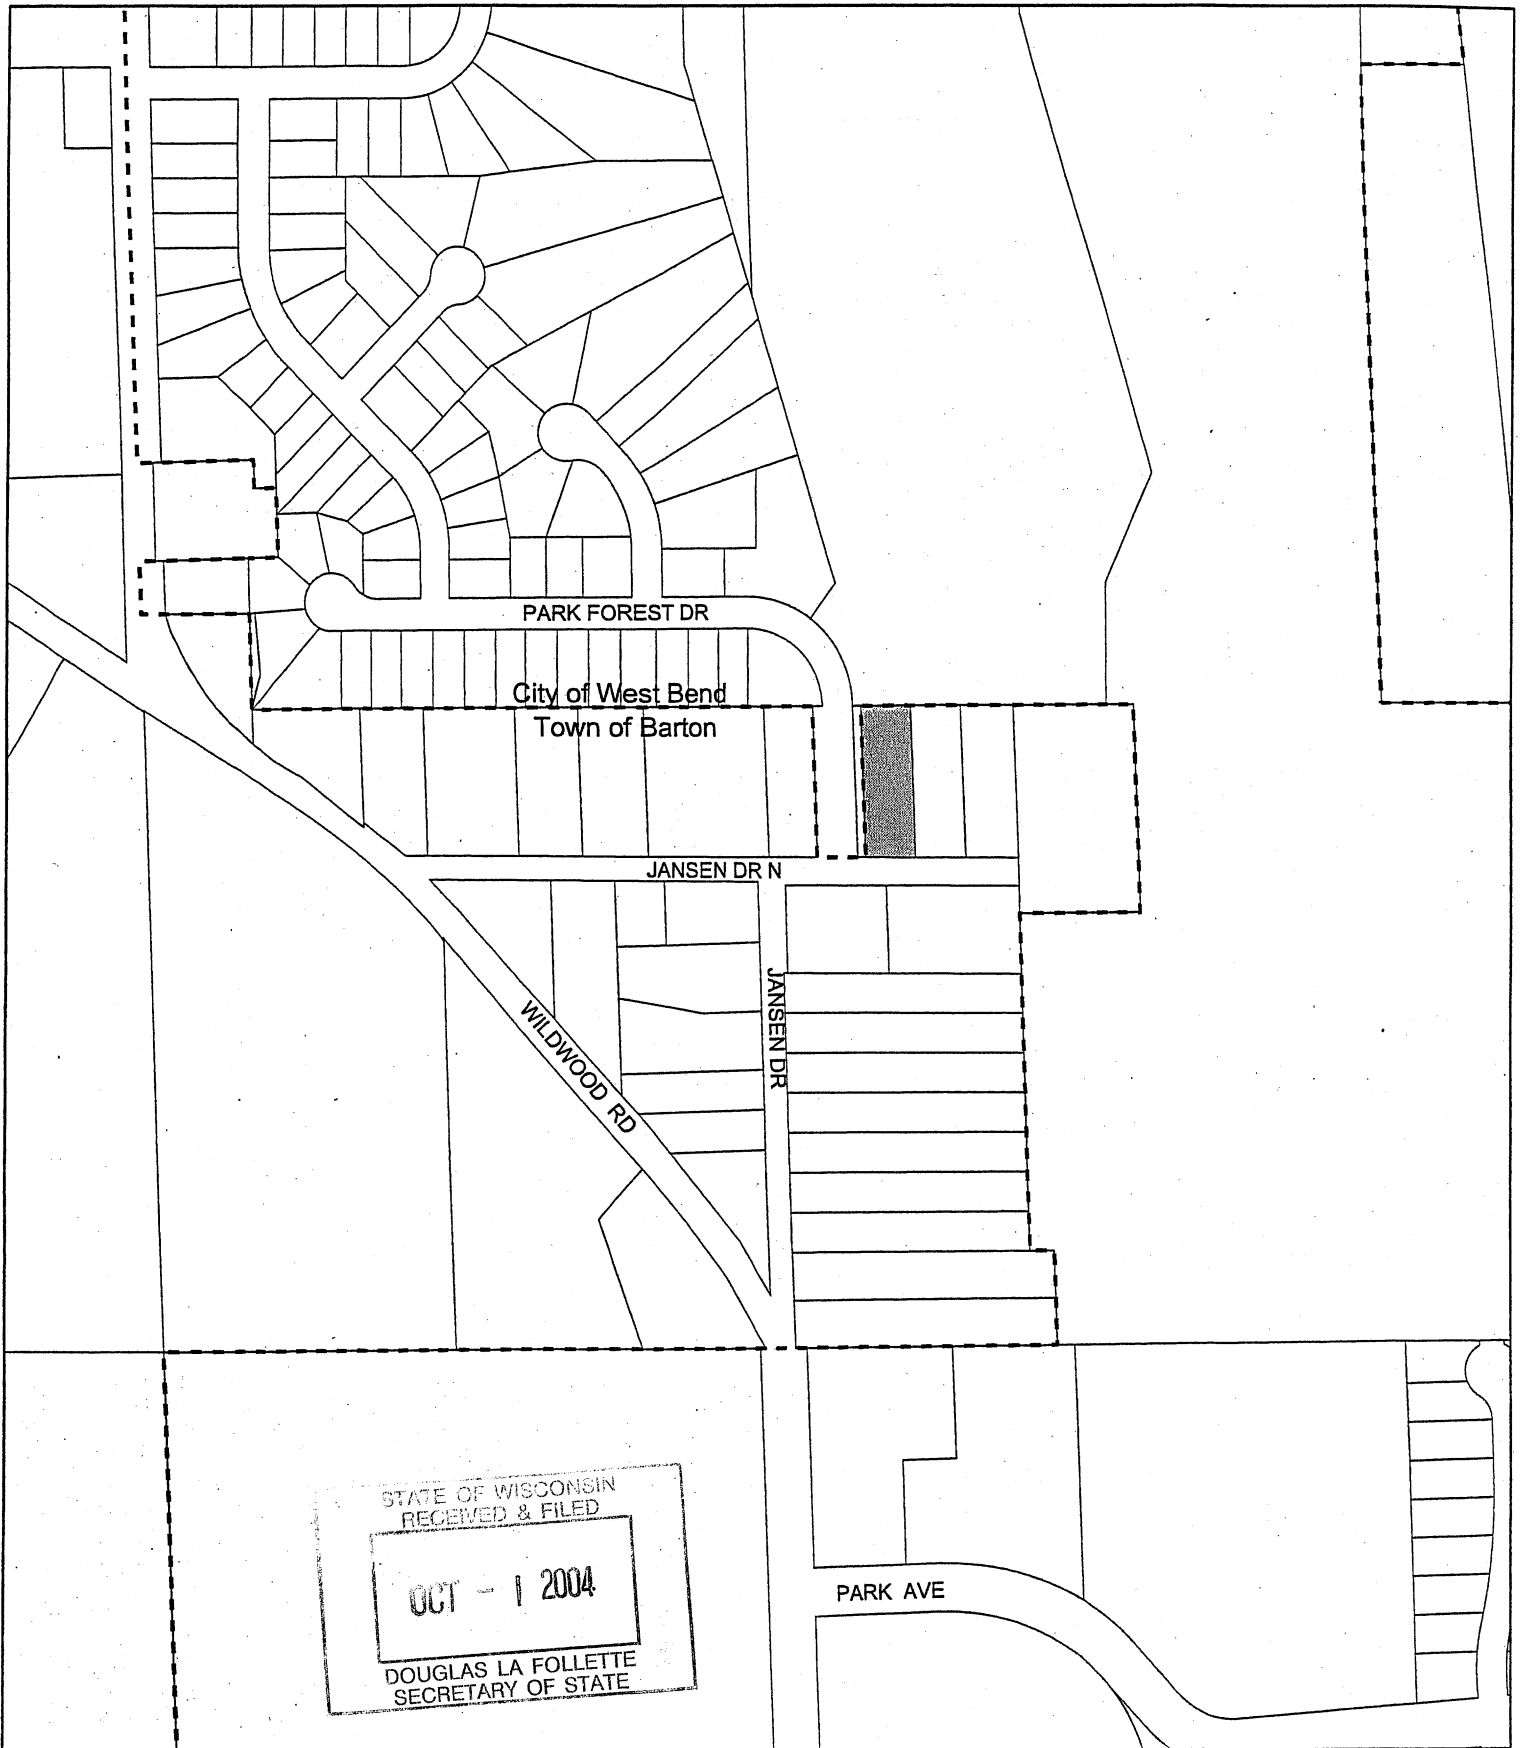 PARK FOREST DR
City of West Bend
Town of Barton
JANSEN DR N
JANSEN DR
WILDWOOD RD
STATE OF WISCONSIN
RECEIVED & FILED
OCT - 1 2004
DOUGLAS LA FOLLETTE
SECRETARY OF STATE
PARK AVE